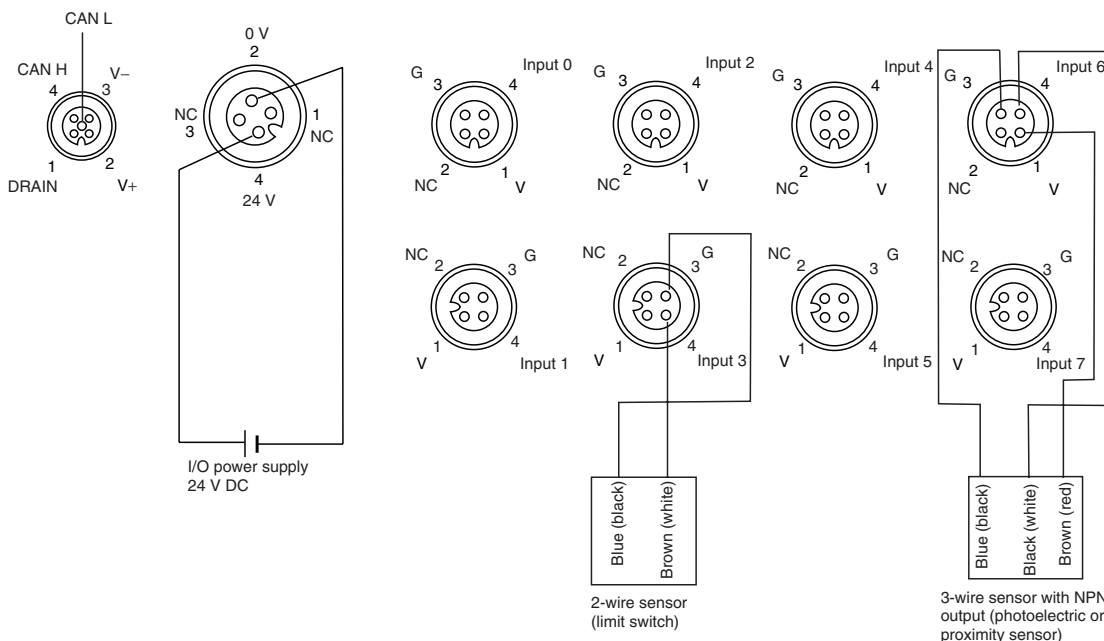 CAN L
CAN H
V–
4
3
1
2
DRAIN
V+
0 V
2
NC
3
1
NC
4
24 V
I/O power supply
24 V DC
G
3
4
Input 0
2
1
NC
V
G
3
4
Input 2
2
1
NC
V
G
3
4
Input 4
2
1
NC
V
G
3
4
Input 6
2
1
NC
V
NC
2
3
G
1
4
V
Input 1
NC
2
3
G
1
4
V
Input 3
NC
2
3
G
1
4
V
Input 5
NC
2
3
G
1
4
V
Input 7
Blue (black)
Brown (white)
2-wire sensor
(limit switch)
Blue (black)
Black (white)
Brown (red)
3-wire sensor with NPN
output (photoelectric or
proximity sensor)